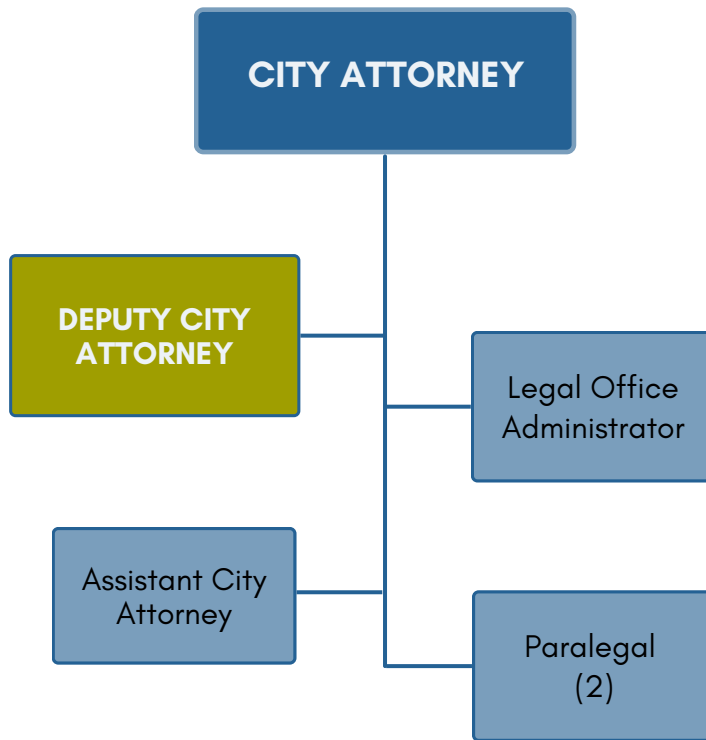 CITY ATTORNEY
DEPUTY CITY
ATTORNEY
Legal Office
Administrator
Assistant City
Attorney
Paralegal
(2)